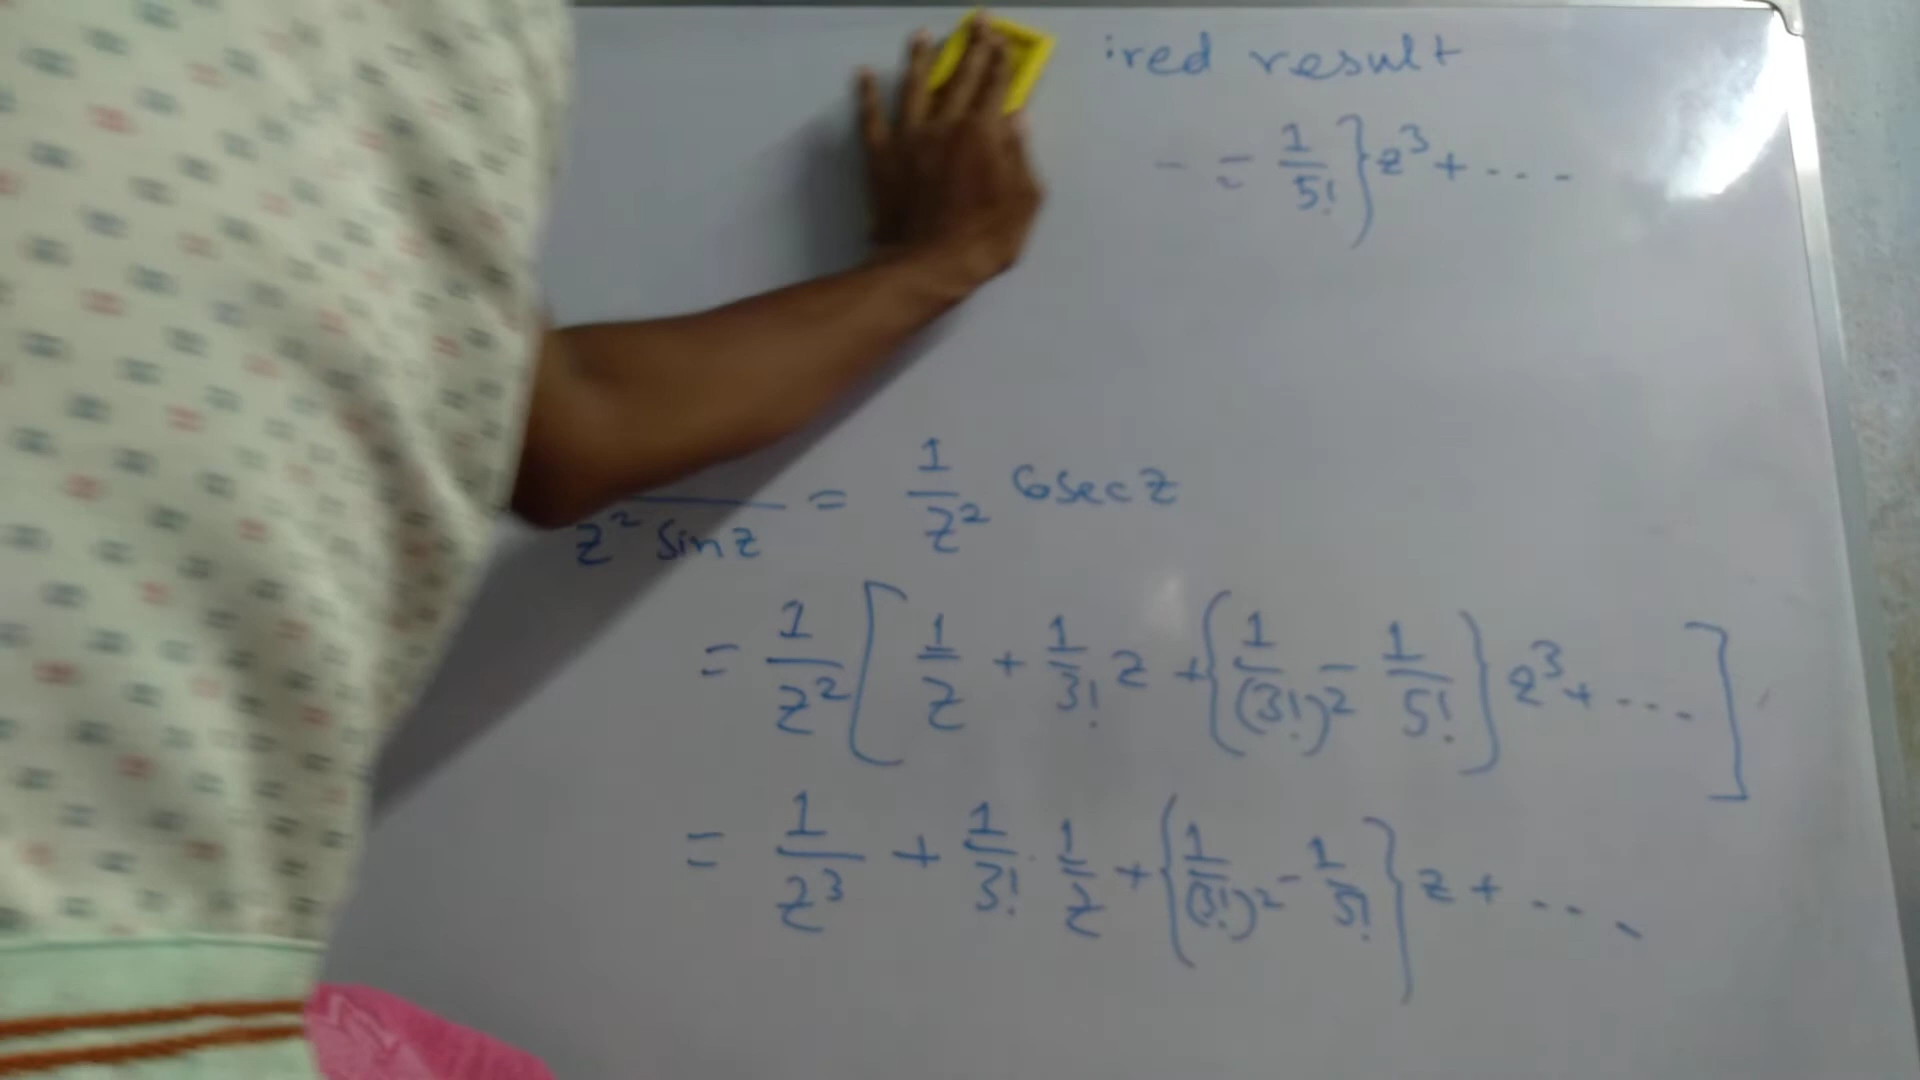 ired result
- = 1/5! } z³ + ....
z² sin z = 1/z² cosec z
= 1/z² [ 1/z + 1/3! z + { 1/(3!)² - 1/5! } z³ + .... ]
= 1/z³ + 1/3! · 1/z + { 1/(3!)² - 1/5! } z + ....